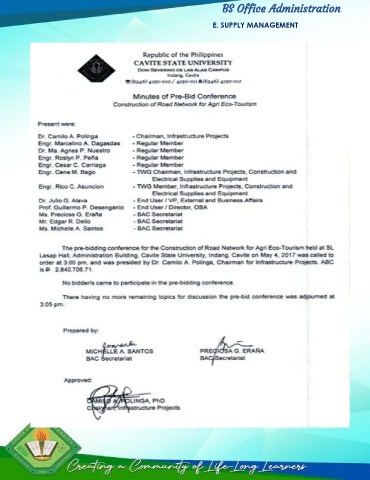 BS Office Administration
E. SUPPLY MANAGEMENT
Republic of the Philippines
CAVITE STATE UNIVERSITY
DON SEVERINO DE LAS ALAS CAMPUS
Indang, Cavite
Minutes of Pre-Bid Conference
Construction of Road Network for Agri Eco-Tourism
Present were:
Dr. Camilo A. Polinga - Chairman, Infrastructure Projects
Engr. Marcelino A. Dagasdas - Regular Member
Dr. Ma. Agnes P. Nuestro - Regular Member
Engr. Roslyn P. Peña - Regular Member
Engr. Cesar C. Carriaga - Regular Member
Engr. Gene M. Bago - TWG Chairman, Infrastructure Projects, Construction and
Electrical Supplies and Equipment
Engr. Rico C. Asuncion - TWG Member, Infrastructure Projects, Construction and
Electrical Supplies and Equipment
Dr. Julio G. Alava - End User / VP, External and Business Affairs
Prof. Guillermo P. Desenganio - End User / Director, OBA
Ms. Preciosa G. Eraña - BAC Secretariat
Mr. Edgar R. Dello - BAC Secretariat
Ms. Michelle A. Santos - BAC Secretariat
The pre-bidding conference for the Construction of Road Network for Agri Eco-Tourism held at SL
Lasap Hall, Administration Building, Cavite State University, Indang, Cavite on May 4, 2017 was called to
order at 3:00 pm, and was presided by Dr. Camilo A. Polinga, Chairman for Infrastructure Projects. ABC
is P 2,840,706.71.
No bidder/s came to participate in the pre-bidding conference.
There having no more remaining topics for discussion the pre-bid conference was adjourned at
3:05 pm.
Prepared by:
MICHELLE A. SANTOS PRECIOSA G. ERAÑA
BAC Secretariat BAC Secretariat
Approved:
CAMILO A. POLINGA, PhD
Chairman, Infrastructure Projects
Creating a Community of Life-Long Learners